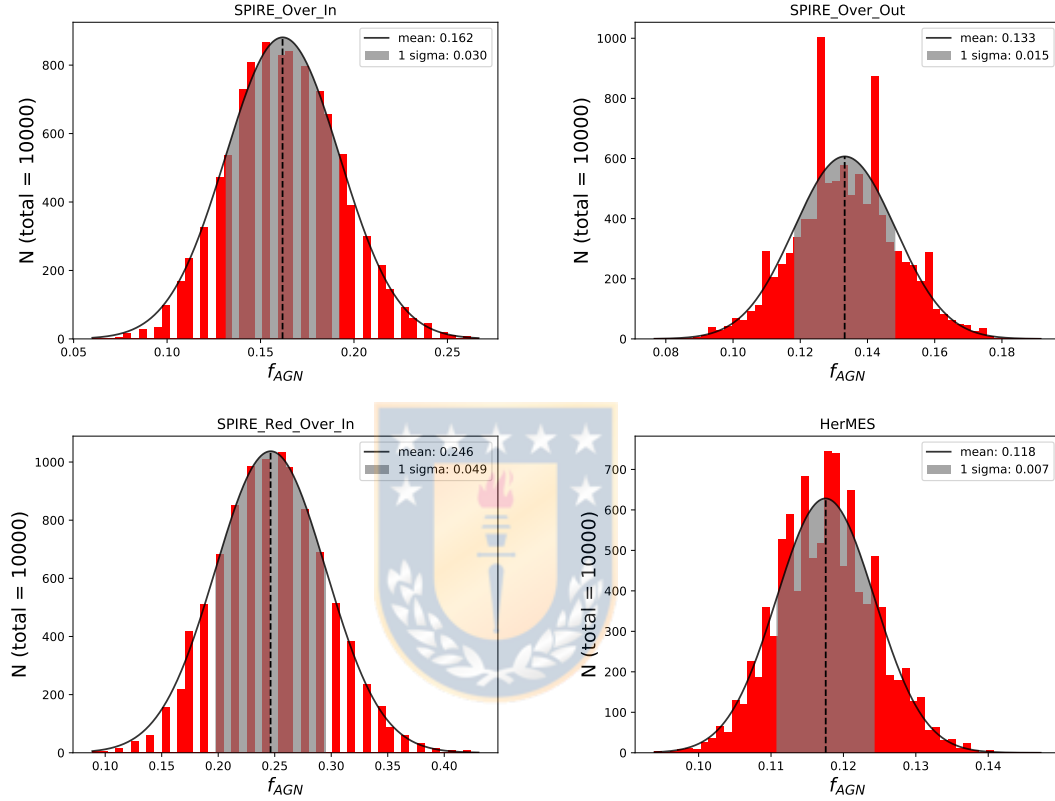 SPIRE_Over_In
mean: 0.162
1 sigma: 0.030
N (total = 10000)
800
600
400
200
0
0.05 0.10 0.15 0.20 0.25
f_AGN
SPIRE_Over_Out
mean: 0.133
1 sigma: 0.015
N (total = 10000)
1000
800
600
400
200
0
0.08 0.10 0.12 0.14 0.16 0.18
f_AGN
SPIRE_Red_Over_In
mean: 0.246
1 sigma: 0.049
N (total = 10000)
1000
800
600
400
200
0
0.10 0.15 0.20 0.25 0.30 0.35 0.40
f_AGN
HerMES
mean: 0.118
1 sigma: 0.007
N (total = 10000)
700
600
500
400
300
200
100
0
0.10 0.11 0.12 0.13 0.14
f_AGN